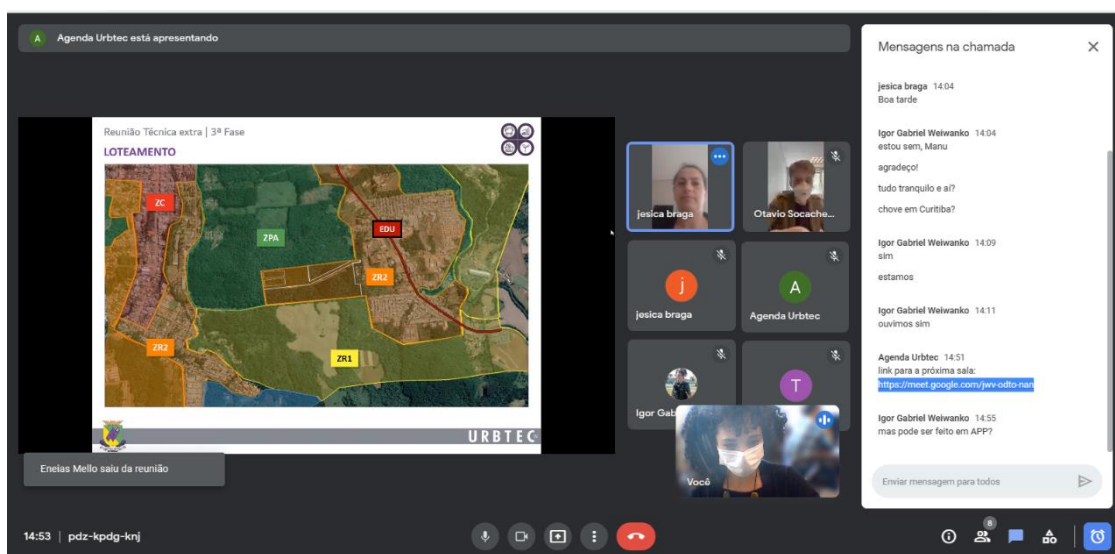 A Agenda Urbtec está apresentando
Reunião Técnica extra | 3ª Fase
LOTEAMENTO
ZC
ZPA
EDU
ZR2
ZR2
ZR1
URBTEC
Eneias Mello saiu da reunião
jesica braga
Otavio Socache...
j
jesica braga
A
Agenda Urbtec
Igor Gab
T
Você
Mensagens na chamada
jesica braga 14:04
Boa tarde
Igor Gabriel Weiwanko 14:04
estou sem, Manu
agradeço!
tudo tranquilo e aí?
chove em Curitiba?
Igor Gabriel Weiwanko 14:09
sim
estamos
Igor Gabriel Weiwanko 14:11
ouvimos sim
Agenda Urbtec 14:51
link para a próxima sala:
https://meet.google.com/jwv-odto-nan
Igor Gabriel Weiwanko 14:55
mas pode ser feito em APP?
Enviar mensagem para todos
14:53 | pdz-kpdg-knj
8